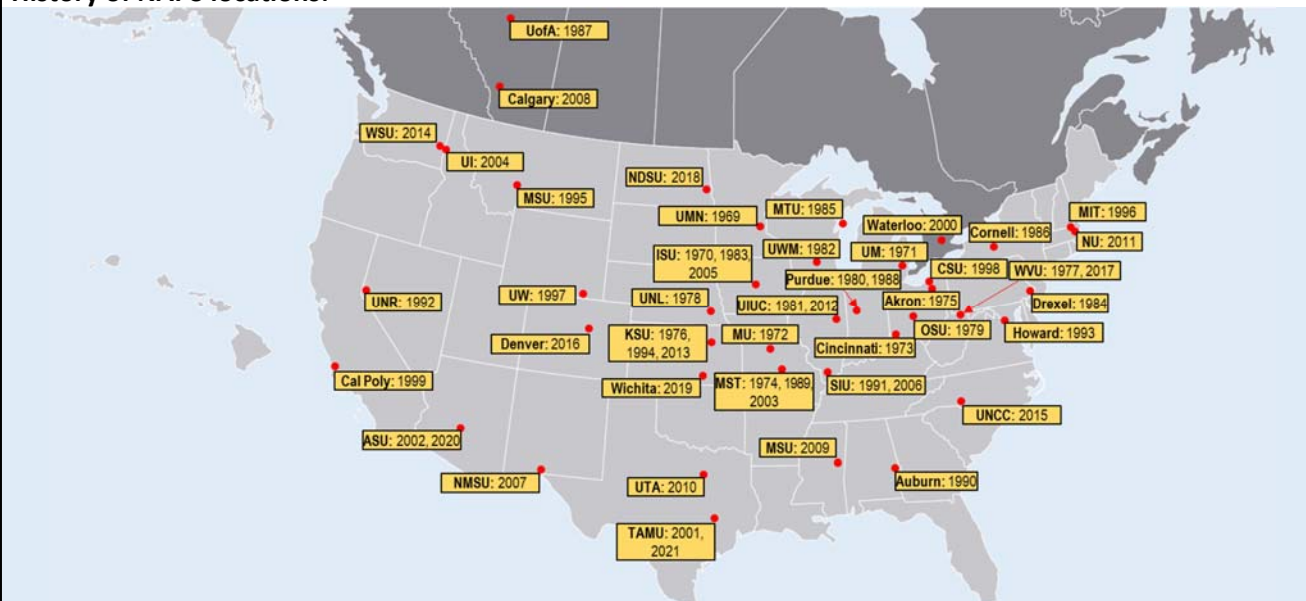 History of NAPS locations:
UofA: 1987
Calgary: 2008
WSU: 2014
UI: 2004
MSU: 1995
NDSU: 2018
UMN: 1969
MTU: 1985
Waterloo: 2000
Cornell: 1986
MIT: 1996
NU: 2011
ISU: 1970, 1983,
2005
UWM: 1982
UM: 1971
CSU: 1998
WVU: 1977, 2017
Purdue: 1980, 1988
UNR: 1992
UW: 1997
UNL: 1978
UIUC: 1981, 2012
Akron: 1975
Drexel: 1984
Denver: 2016
KSU: 1976,
1994, 2013
MU: 1972
Cincinnati: 1973
OSU: 1979
Howard: 1993
Cal Poly: 1999
Wichita: 2019
MST: 1974, 1989,
2003
SIU: 1991, 2006
UNCC: 2015
ASU: 2002, 2020
MSU: 2009
NMSU: 2007
UTA: 2010
Auburn: 1990
TAMU: 2001,
2021